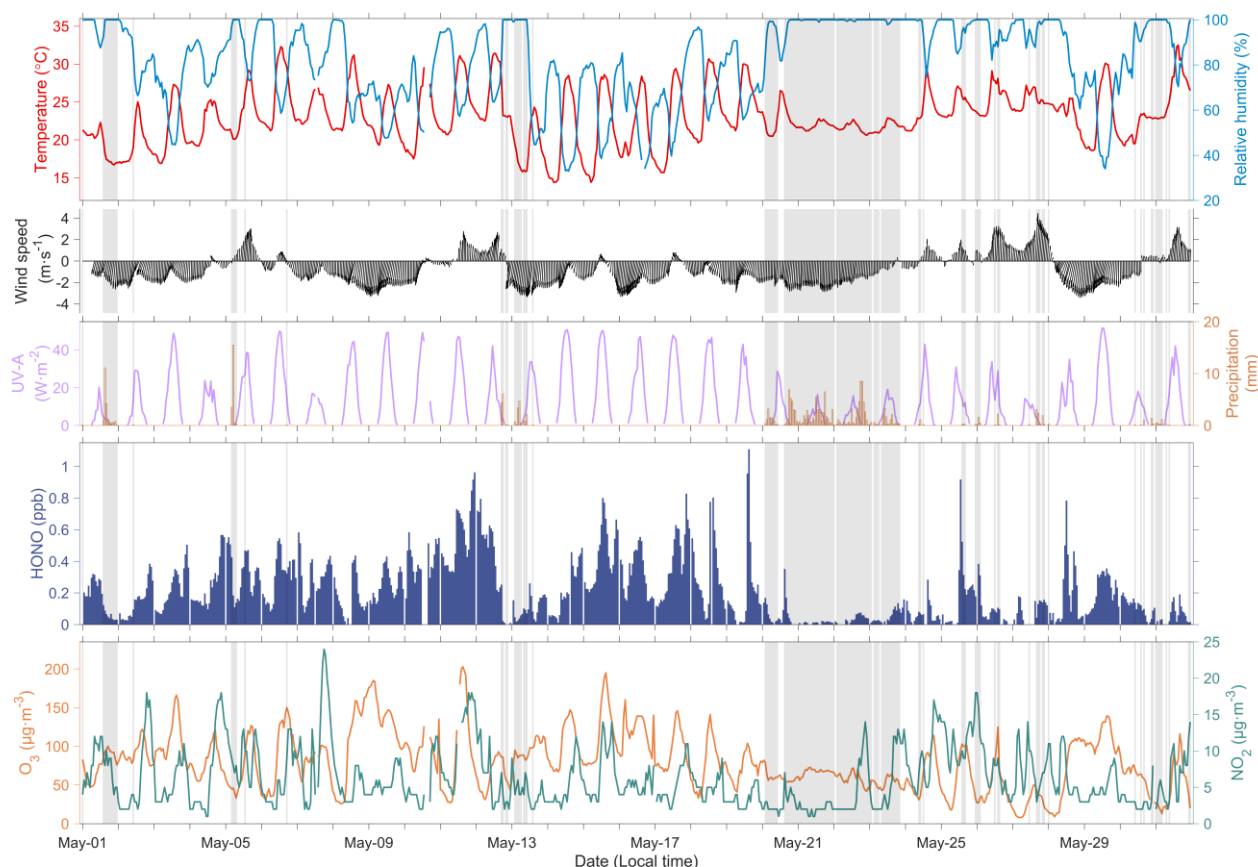 35
30
25
20
15
Temperature (°C)
100
80
60
40
20
Relative humidity (%)
4
2
0
-2
-4
Wind speed
(m·s⁻¹)
40
20
0
UV-A
(W·m⁻²)
20
10
0
Precipitation
(mm)
1
0.8
0.6
0.4
0.2
0
HONO (ppb)
200
150
100
50
0
O₃ (µg·m⁻³)
25
20
15
10
5
0
NO₂ (µg·m⁻³)
May-01 May-05 May-09 May-13 May-17 May-21 May-25 May-29
Date (Local time)